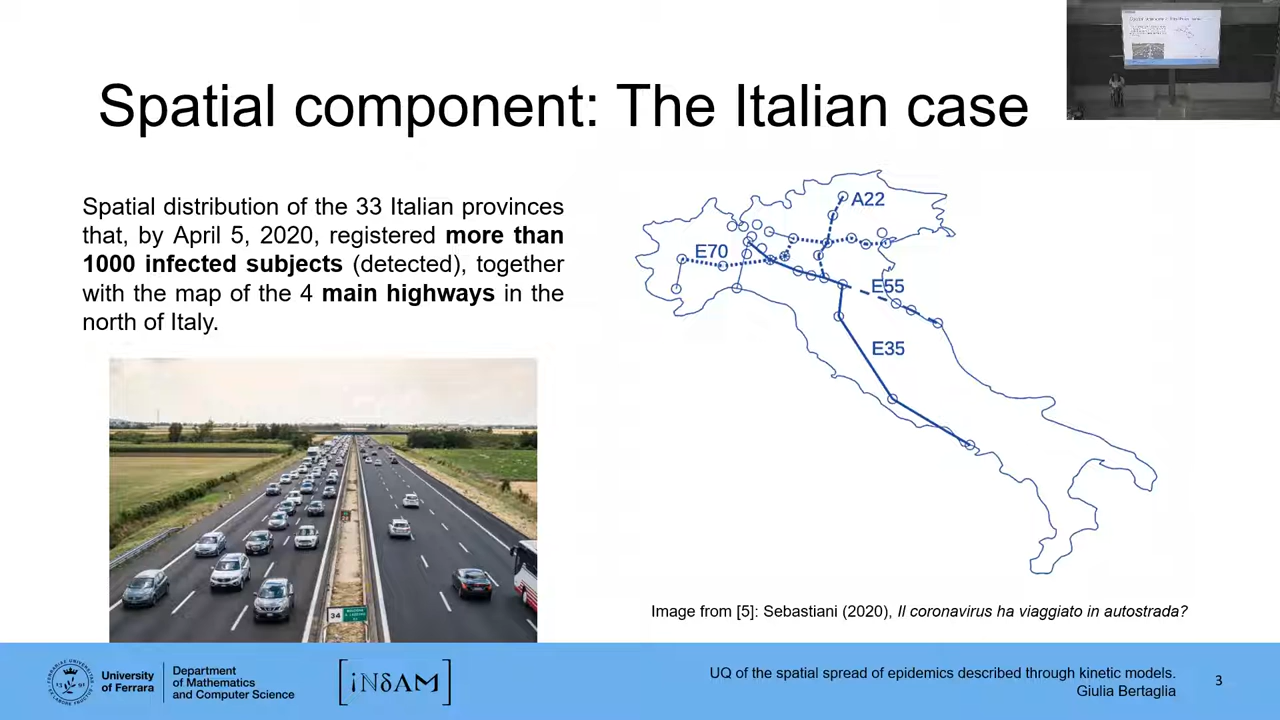 Spatial component: The Italian case
Spatial distribution of the 33 Italian provinces
that, by April 5, 2020, registered more than
1000 infected subjects (detected), together
with the map of the 4 main highways in the
north of Italy.
A22
E70
E55
E35
Image from [5]: Sebastiani (2020), Il coronavirus ha viaggiato in autostrada?
University
of Ferrara
Department
of Mathematics
and Computer Science
iNδAM
UQ of the spatial spread of epidemics described through kinetic models.
Giulia Bertaglia
3